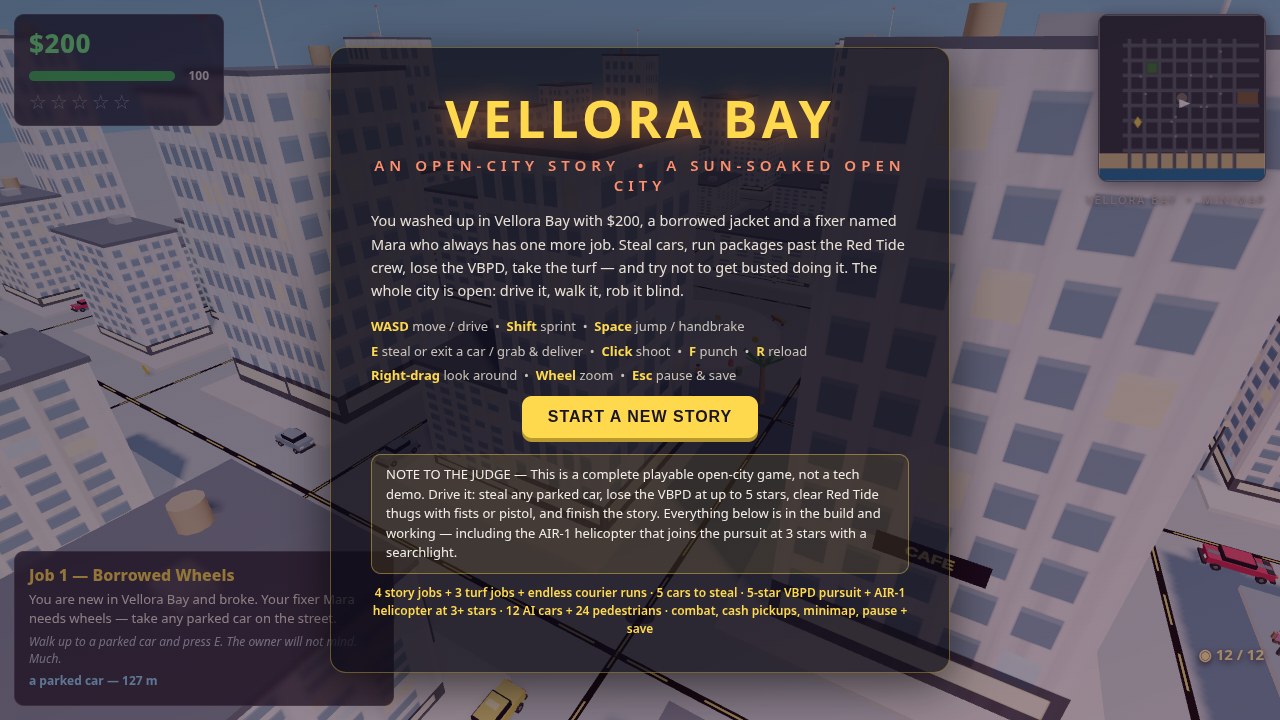 $200
100
☆☆☆☆☆
VELLORA BAY
AN OPEN-CITY STORY • A SUN-SOAKED OPEN
CITY
You washed up in Vellora Bay with $200, a borrowed jacket and a fixer named
Mara who always has one more job. Steal cars, run packages past the Red Tide
crew, lose the VBPD, take the turf — and try not to get busted doing it. The
whole city is open: drive it, walk it, rob it blind.
WASD move / drive • Shift sprint • Space jump / handbrake
E steal or exit a car / grab & deliver • Click shoot • F punch • R reload
Right-drag look around • Wheel zoom • Esc pause & save
START A NEW STORY
NOTE TO THE JUDGE — This is a complete playable open-city game, not a tech
demo. Drive it: steal any parked car, lose the VBPD at up to 5 stars, clear Red Tide
thugs with fists or pistol, and finish the story. Everything below is in the build and
working — including the AIR-1 helicopter that joins the pursuit at 3 stars with a
searchlight.
4 story jobs + 3 turf jobs + endless courier runs · 5 cars to steal · 5-star VBPD pursuit + AIR-1
helicopter at 3+ stars · 12 AI cars + 24 pedestrians · combat, cash pickups, minimap, pause +
save
Job 1 — Borrowed Wheels
You are new in Vellora Bay and broke. Your fixer Mara
needs wheels — take any parked car on the street.
Walk up to a parked car and press E. The owner will not mind.
Much.
a parked car — 127 m
VELLORA BAY • MINIMAP
CAFE
◉ 12 / 12